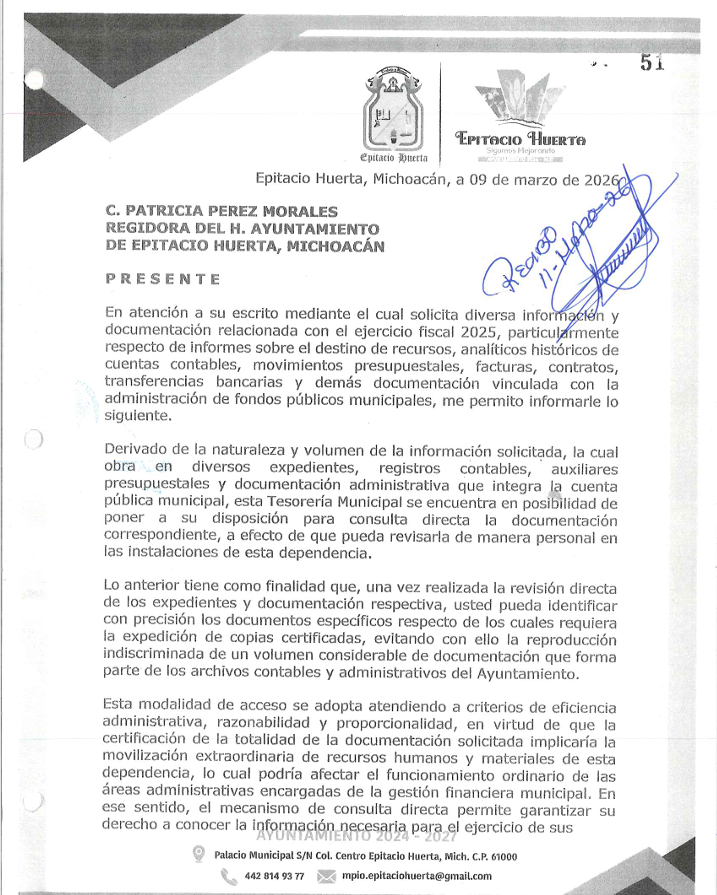 51
Epitacio Huerta
EPITACIO HUERTA
Sigamos Mejorando
Epitacio Huerta, Michoacán, a 09 de marzo de 2026
C. PATRICIA PEREZ MORALES
REGIDORA DEL H. AYUNTAMIENTO
DE EPITACIO HUERTA, MICHOACÁN
Recibo
11-Marzo-26
P R E S E N T E
En atención a su escrito mediante el cual solicita diversa información y
documentación relacionada con el ejercicio fiscal 2025, particularmente
respecto de informes sobre el destino de recursos, analíticos históricos de
cuentas contables, movimientos presupuestales, facturas, contratos,
transferencias bancarias y demás documentación vinculada con la
administración de fondos públicos municipales, me permito informarle lo
siguiente.
Derivado de la naturaleza y volumen de la información solicitada, la cual
obra en diversos expedientes, registros contables, auxiliares
presupuestales y documentación administrativa que integra la cuenta
pública municipal, esta Tesorería Municipal se encuentra en posibilidad de
poner a su disposición para consulta directa la documentación
correspondiente, a efecto de que pueda revisarla de manera personal en
las instalaciones de esta dependencia.
Lo anterior tiene como finalidad que, una vez realizada la revisión directa
de los expedientes y documentación respectiva, usted pueda identificar
con precisión los documentos específicos respecto de los cuales requiera
la expedición de copias certificadas, evitando con ello la reproducción
indiscriminada de un volumen considerable de documentación que forma
parte de los archivos contables y administrativos del Ayuntamiento.
Esta modalidad de acceso se adopta atendiendo a criterios de eficiencia
administrativa, razonabilidad y proporcionalidad, en virtud de que la
certificación de la totalidad de la documentación solicitada implicaría la
movilización extraordinaria de recursos humanos y materiales de esta
dependencia, lo cual podría afectar el funcionamiento ordinario de las
áreas administrativas encargadas de la gestión financiera municipal. En
ese sentido, el mecanismo de consulta directa permite garantizar su
derecho a conocer la información necesaria para el ejercicio de sus
AYUNTAMIENTO 2024 - 2027
Palacio Municipal S/N Col. Centro Epitacio Huerta, Mich. C.P. 61000
442 814 93 77 mpio.epitaciohuerta@gmail.com